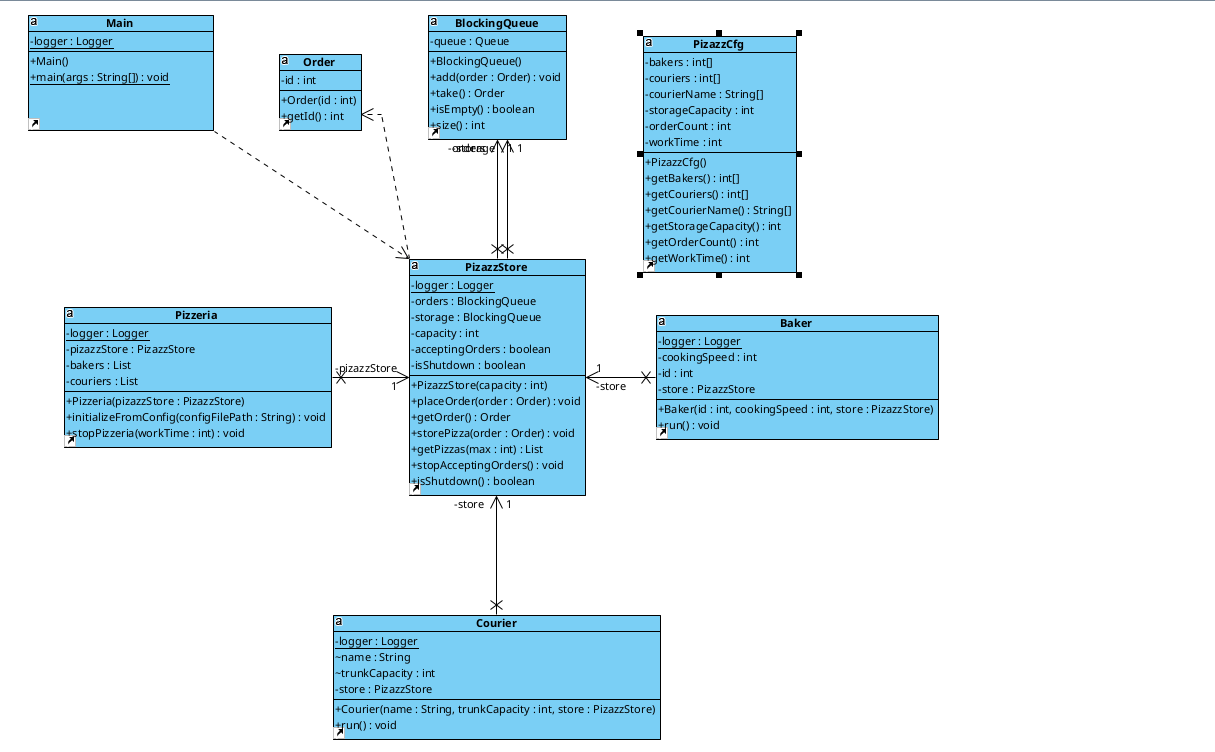 a Main
-logger : Logger
+Main()
+main(args : String[]) : void
a Order
-id : int
+Order(id : int)
+getId() : int
a BlockingQueue
-queue : Queue
+BlockingQueue()
+add(order : Order) : void
+take() : Order
+isEmpty() : boolean
+size() : int
1
a PizazzCfg
-bakers : int[]
-couriers : int[]
-courierName : String[]
-storageCapacity : int
-orderCount : int
-workTime : int
+PizazzCfg()
+getBakers() : int[]
+getCouriers() : int[]
+getCourierName() : String[]
+getStorageCapacity() : int
+getOrderCount() : int
+getWorkTime() : int
a Pizzeria
-logger : Logger
-pizazzStore : PizazzStore
-bakers : List
-couriers : List
+Pizzeria(pizazzStore : PizazzStore)
+initializeFromConfig(configFilePath : String) : void
+stopPizzeria(workTime : int) : void
-pizazzStore
1
a PizazzStore
-logger : Logger
-orders : BlockingQueue
-storage : BlockingQueue
-capacity : int
-acceptingOrders : boolean
-isShutdown : boolean
+PizazzStore(capacity : int)
+placeOrder(order : Order) : void
+getOrder() : Order
+storePizza(order : Order) : void
+getPizzas(max : int) : List
+stopAcceptingOrders() : void
+isShutdown() : boolean
1
-store
a Baker
-logger : Logger
-cookingSpeed : int
-id : int
-store : PizazzStore
+Baker(id : int, cookingSpeed : int, store : PizazzStore)
+run() : void
-store 1
a Courier
-logger : Logger
~name : String
~trunkCapacity : int
-store : PizazzStore
+Courier(name : String, trunkCapacity : int, store : PizazzStore)
+run() : void